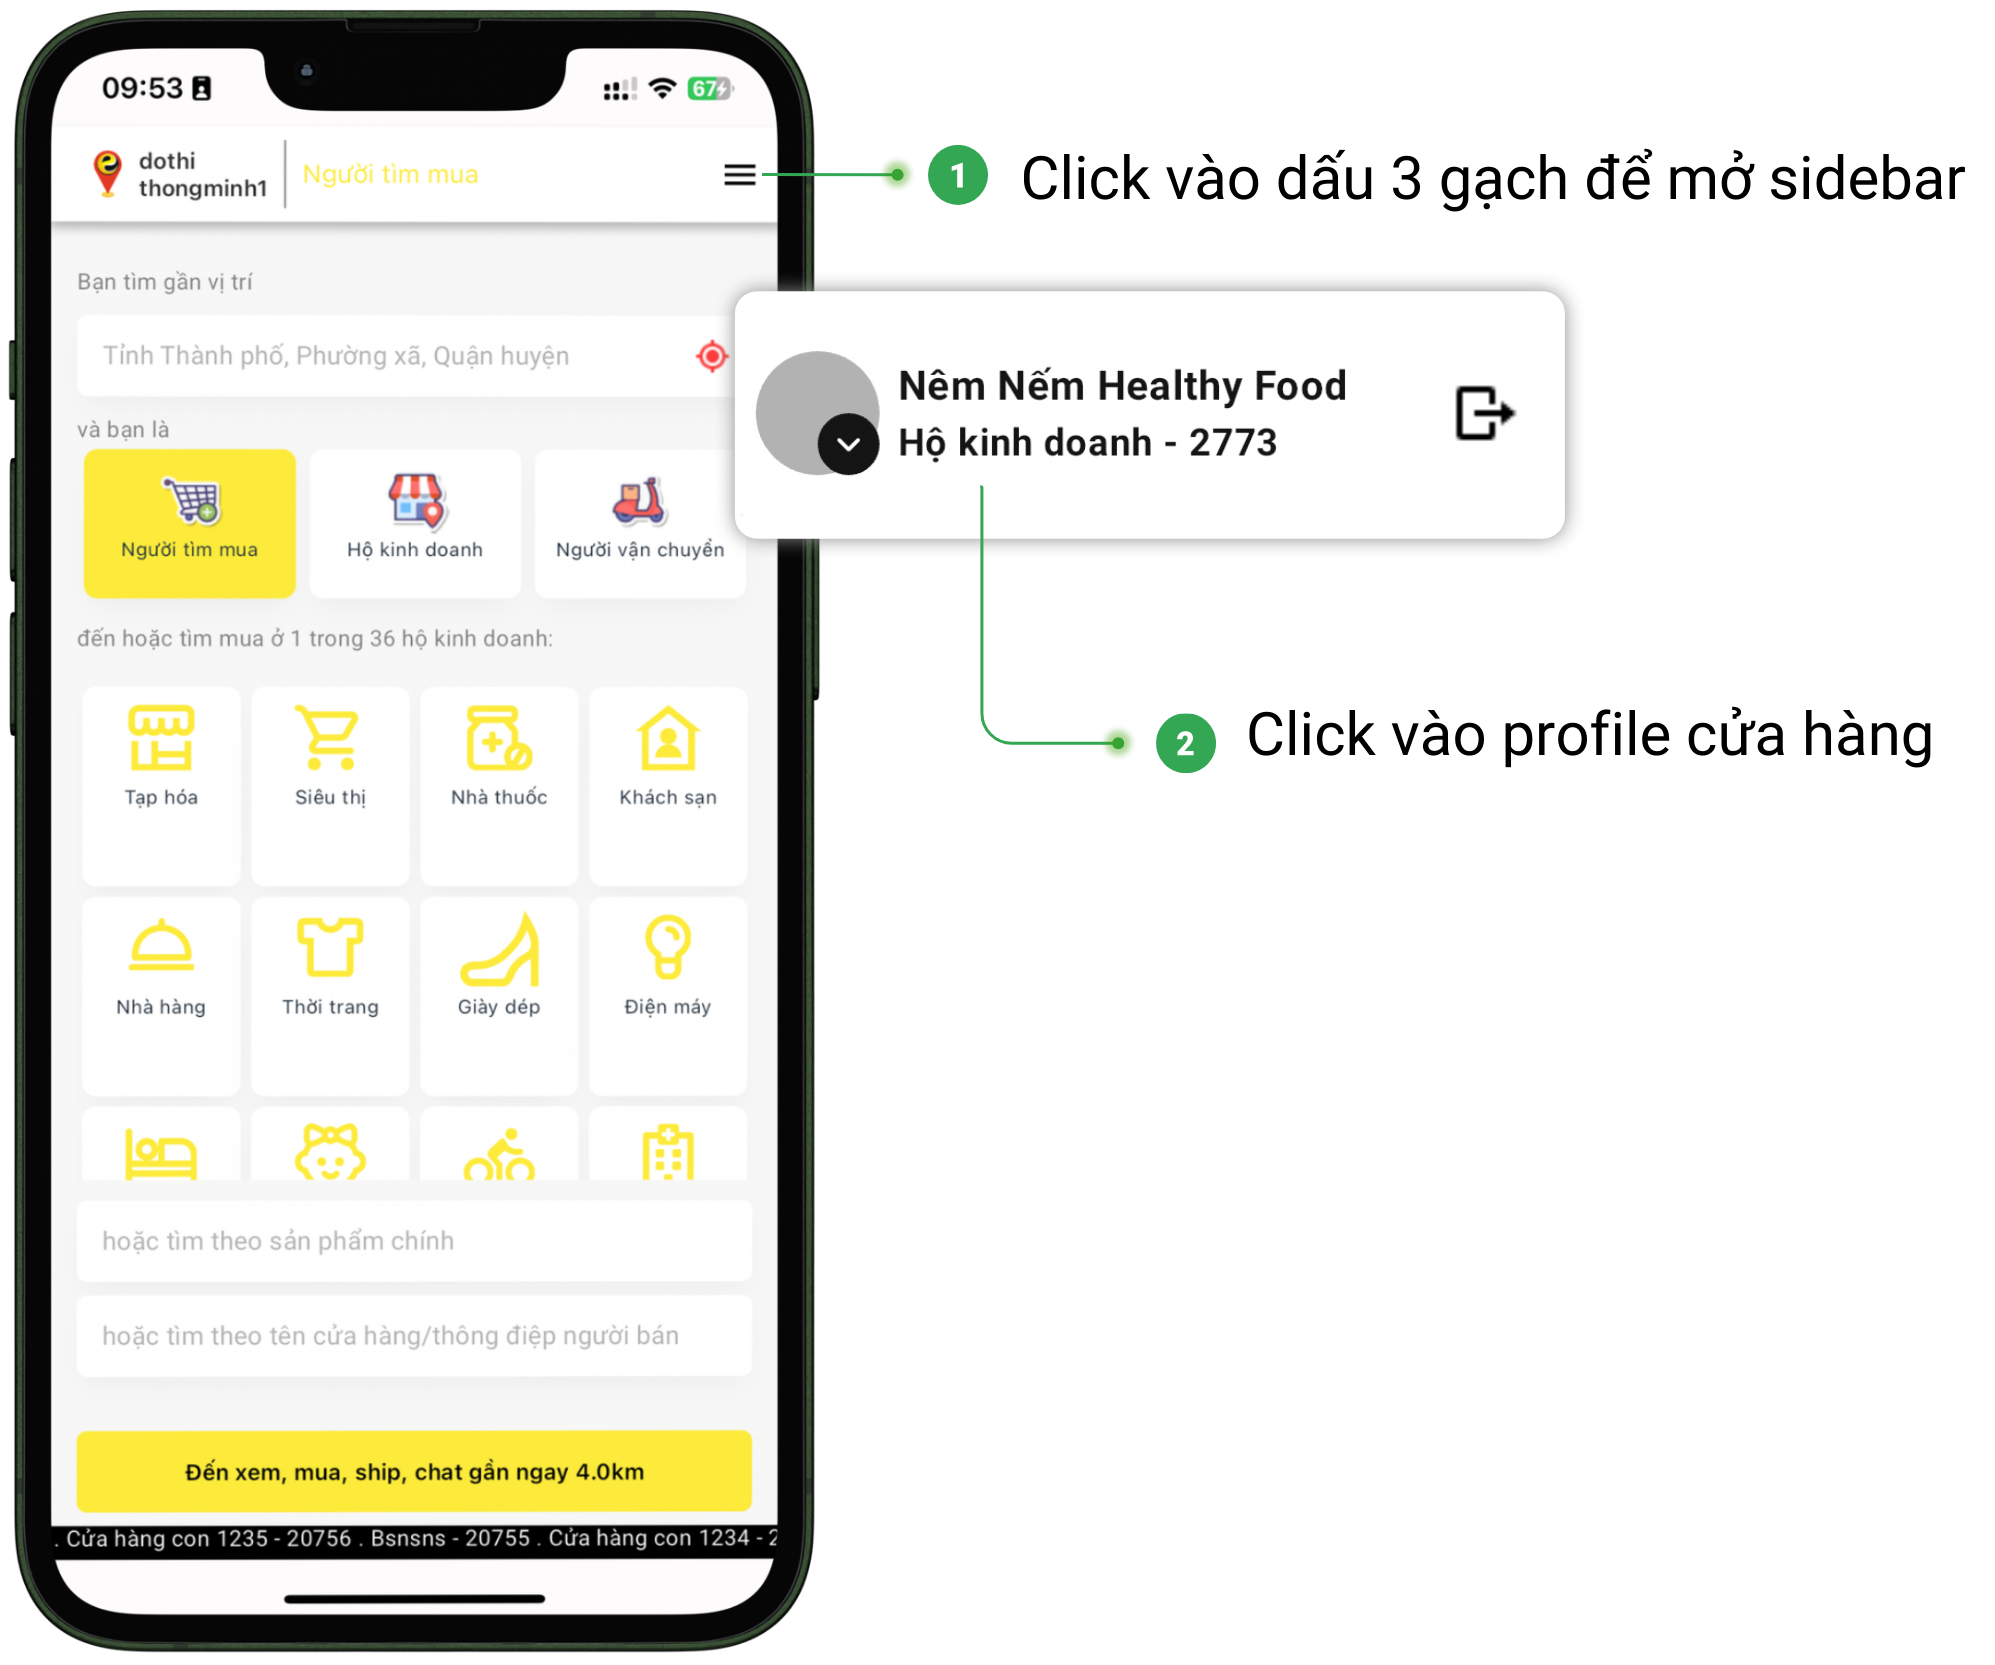 09:53
67
dothi
thongminh1
Người tìm mua
1 Click vào dấu 3 gạch để mở sidebar
Bạn tìm gần vị trí
Tỉnh Thành phố, Phường xã, Quận huyện
Nêm Nếm Healthy Food
Hộ kinh doanh - 2773
và bạn là
Người tìm mua
Hộ kinh doanh
Người vận chuyển
đến hoặc tìm mua ở 1 trong 36 hộ kinh doanh:
2 Click vào profile cửa hàng
Tạp hóa
Siêu thị
Nhà thuốc
Khách sạn
Nhà hàng
Thời trang
Giày dép
Điện máy
hoặc tìm theo sản phẩm chính
hoặc tìm theo tên cửa hàng/thông điệp người bán
Đến xem, mua, ship, chat gần ngay 4.0km
. Cửa hàng con 1235 - 20756 . Bsnsns - 20755 . Cửa hàng con 1234 - 2